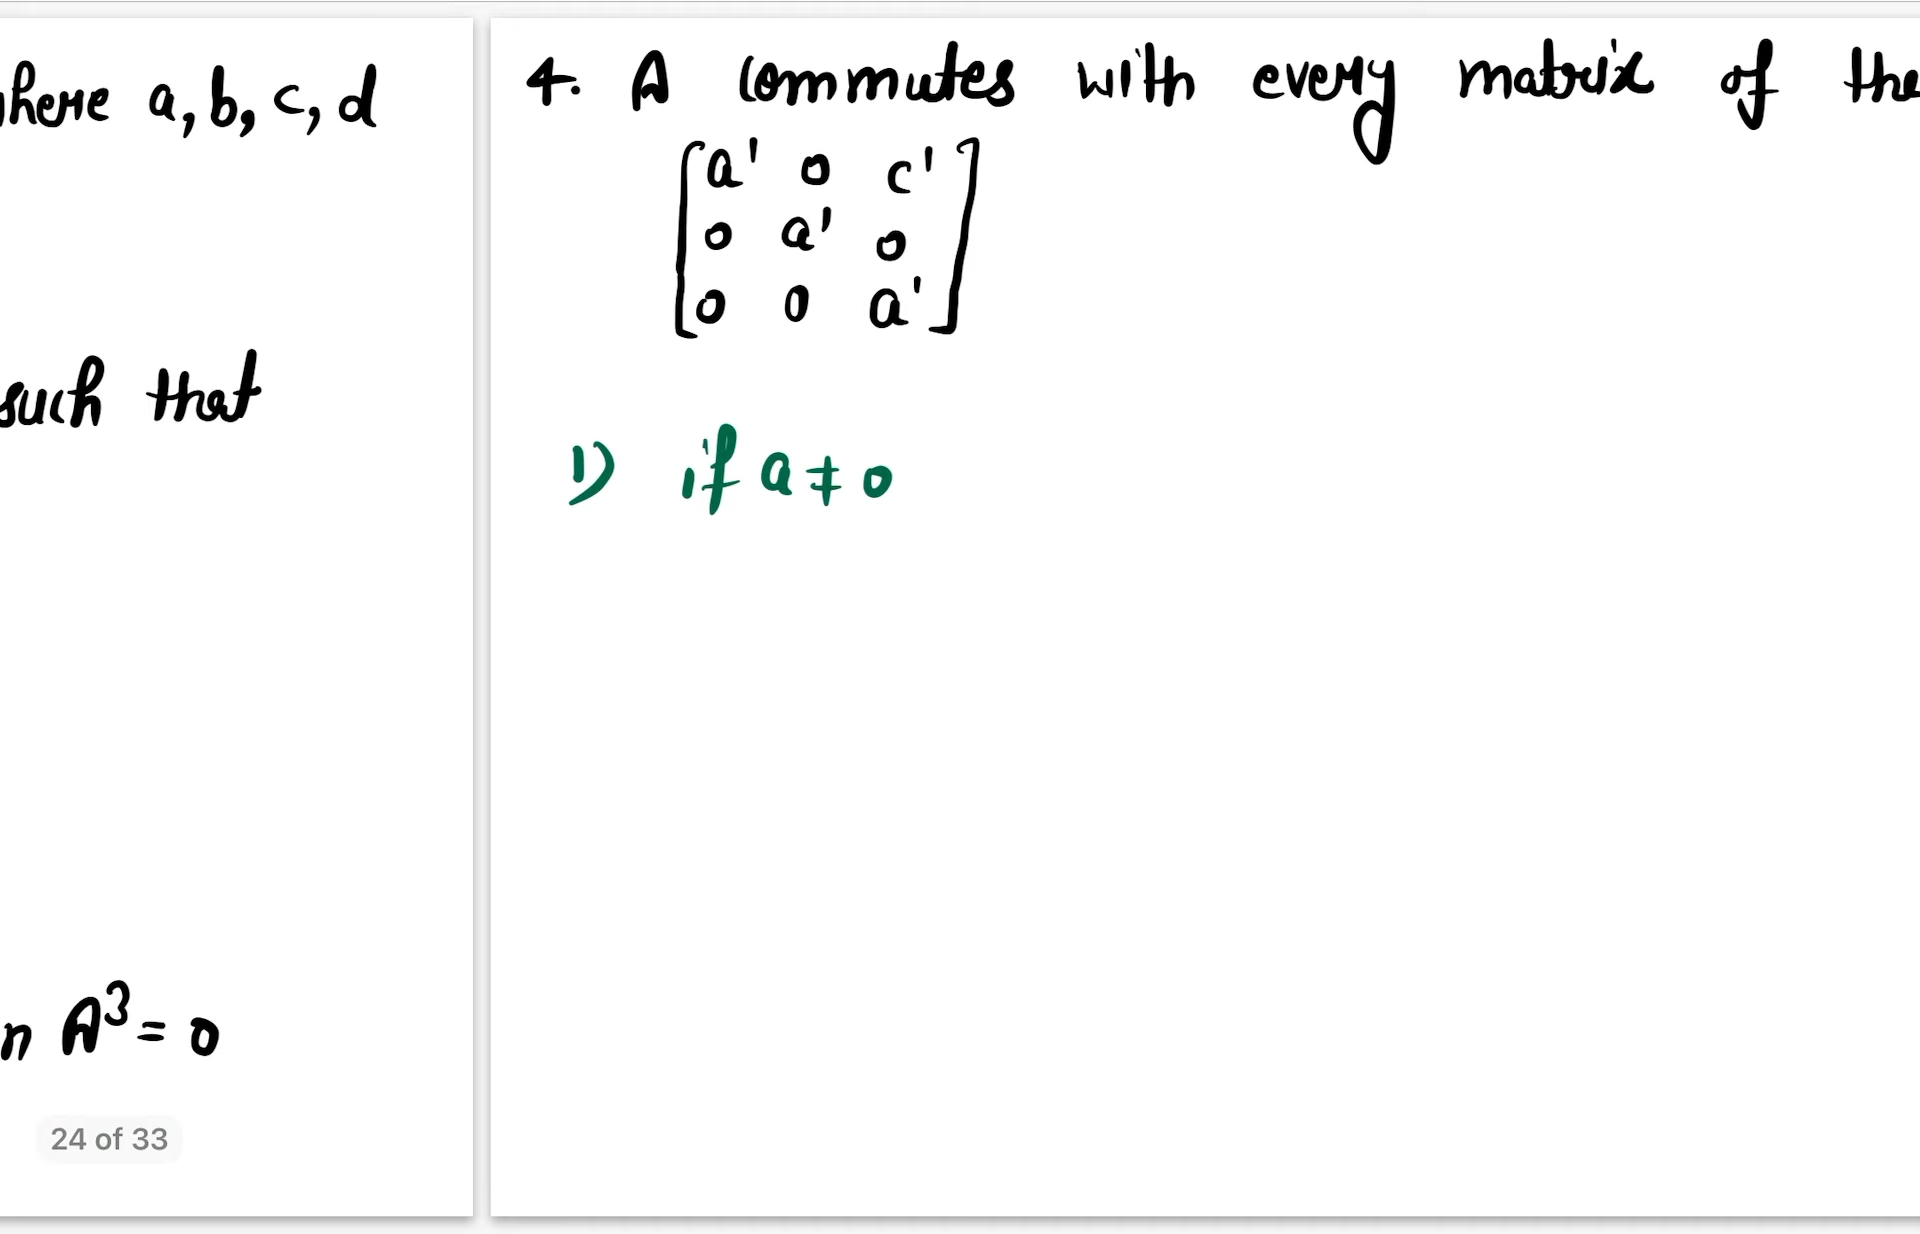 here a, b, c, d
such that
n A³ = 0
24 of 33
4. A commutes with every matrix of the
[a' 0 c'
0 a' 0
0 0 a']
1) if a ≠ 0